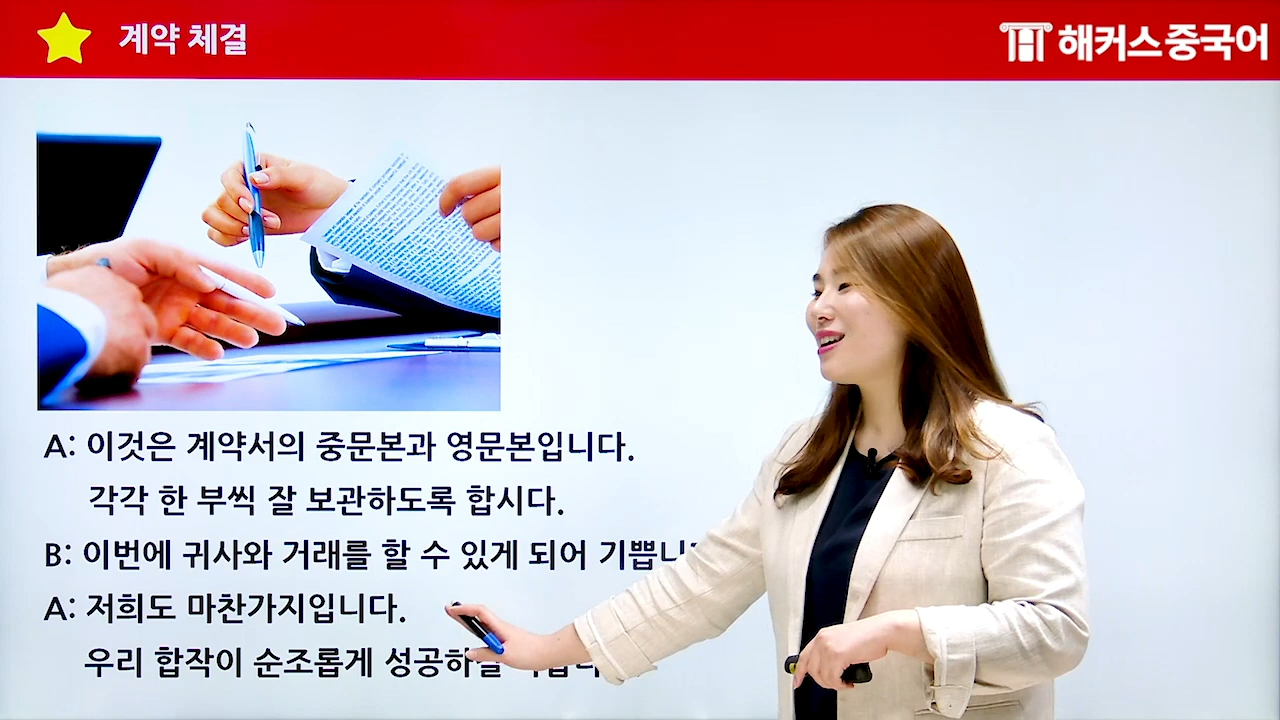 계약 체결
해커스중국어
A: 이것은 계약서의 중문본과 영문본입니다.
각각 한 부씩 잘 보관하도록 합시다.
B: 이번에 귀사와 거래를 할 수 있게 되어
A: 저희도 마찬가지입니다.
우리 합작이 순조롭게